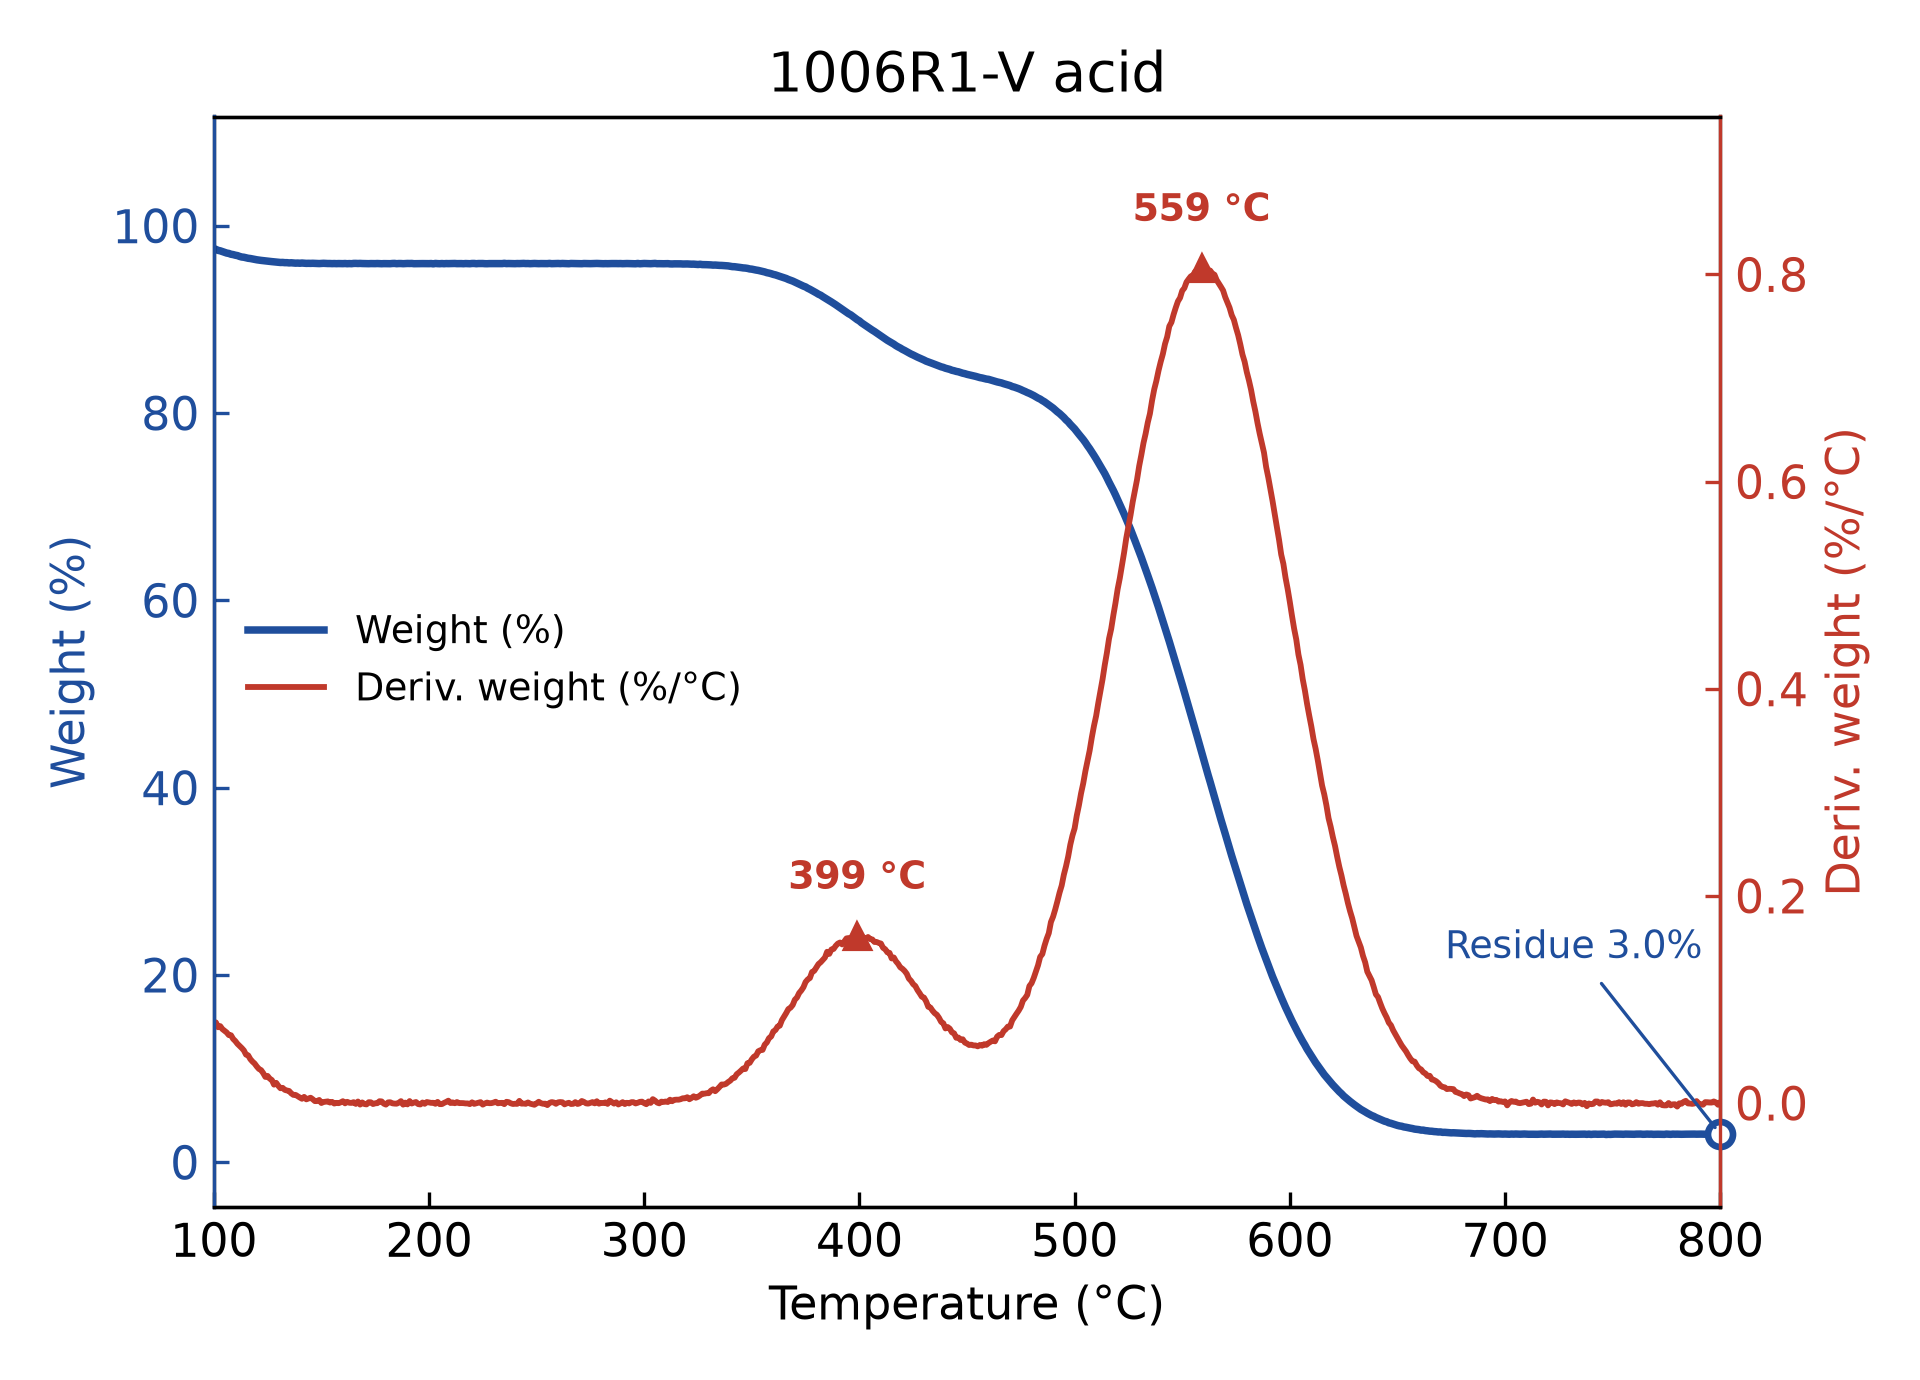 1006R1-V acid
559 °C
399 °C
Residue 3.0%
Weight (%)
Deriv. weight (%/°C)
Weight (%)
100
80
60
40
20
0
Deriv. weight (%/°C)
0.8
0.6
0.4
0.2
0.0
100 200 300 400 500 600 700 800
Temperature (°C)